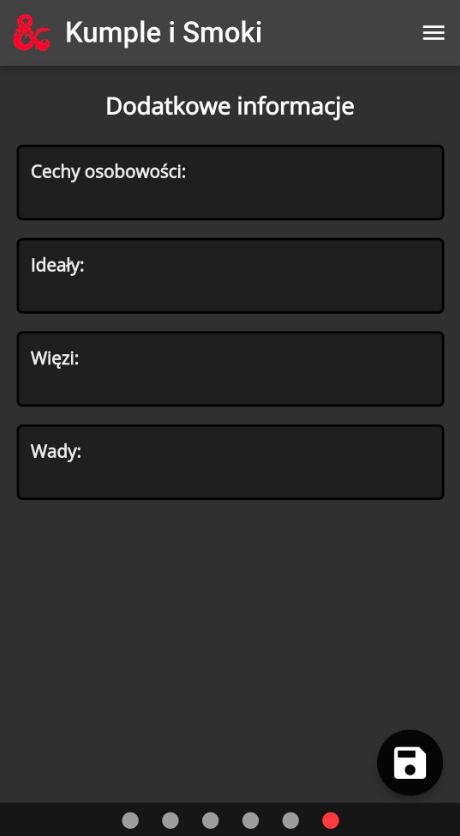 Kumple i Smoki
Dodatkowe informacje
Cechy osobowości:
Ideały:
Więzi:
Wady: